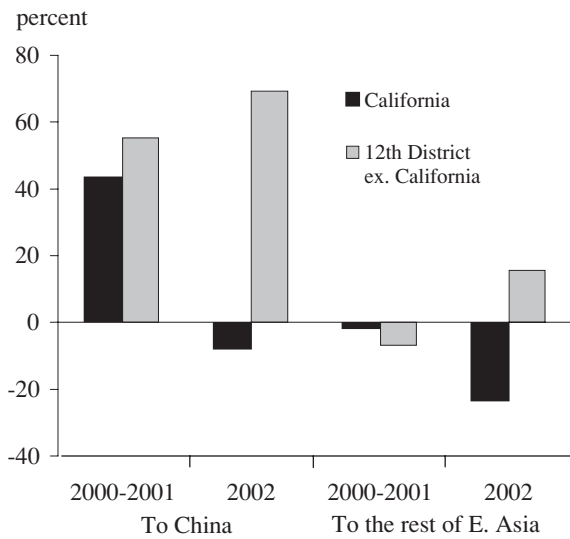 percent
80
60
40
20
0
-20
-40
California
12th District
ex. California
2000-2001 2002 2000-2001 2002
To China To the rest of E. Asia